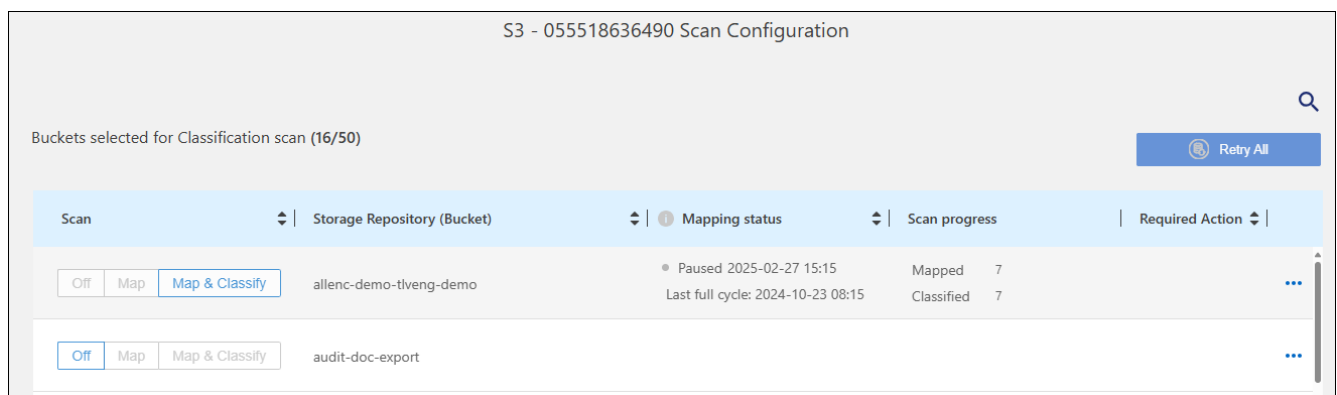 S3 - 055518636490 Scan Configuration
Buckets selected for Classification scan (16/50)
Retry All
Scan Storage Repository (Bucket) Mapping status Scan progress Required Action
Off Map Map & Classify allenc-demo-tlveng-demo Paused 2025-02-27 15:15 Mapped 7
Last full cycle: 2024-10-23 08:15 Classified 7
Off Map Map & Classify audit-doc-export